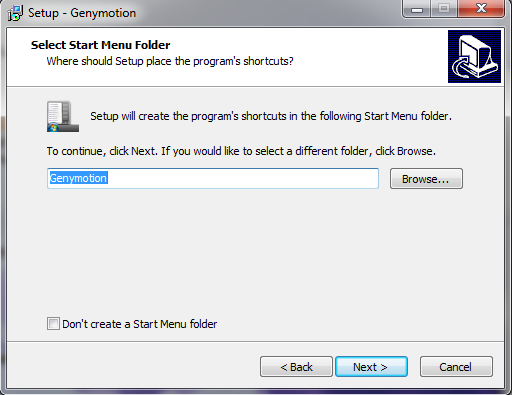 Setup - Genymotion
Select Start Menu Folder
Where should Setup place the program's shortcuts?
Setup will create the program's shortcuts in the following Start Menu folder.
To continue, click Next. If you would like to select a different folder, click Browse.
Genymotion
Browse...
Don't create a Start Menu folder
< Back
Next >
Cancel